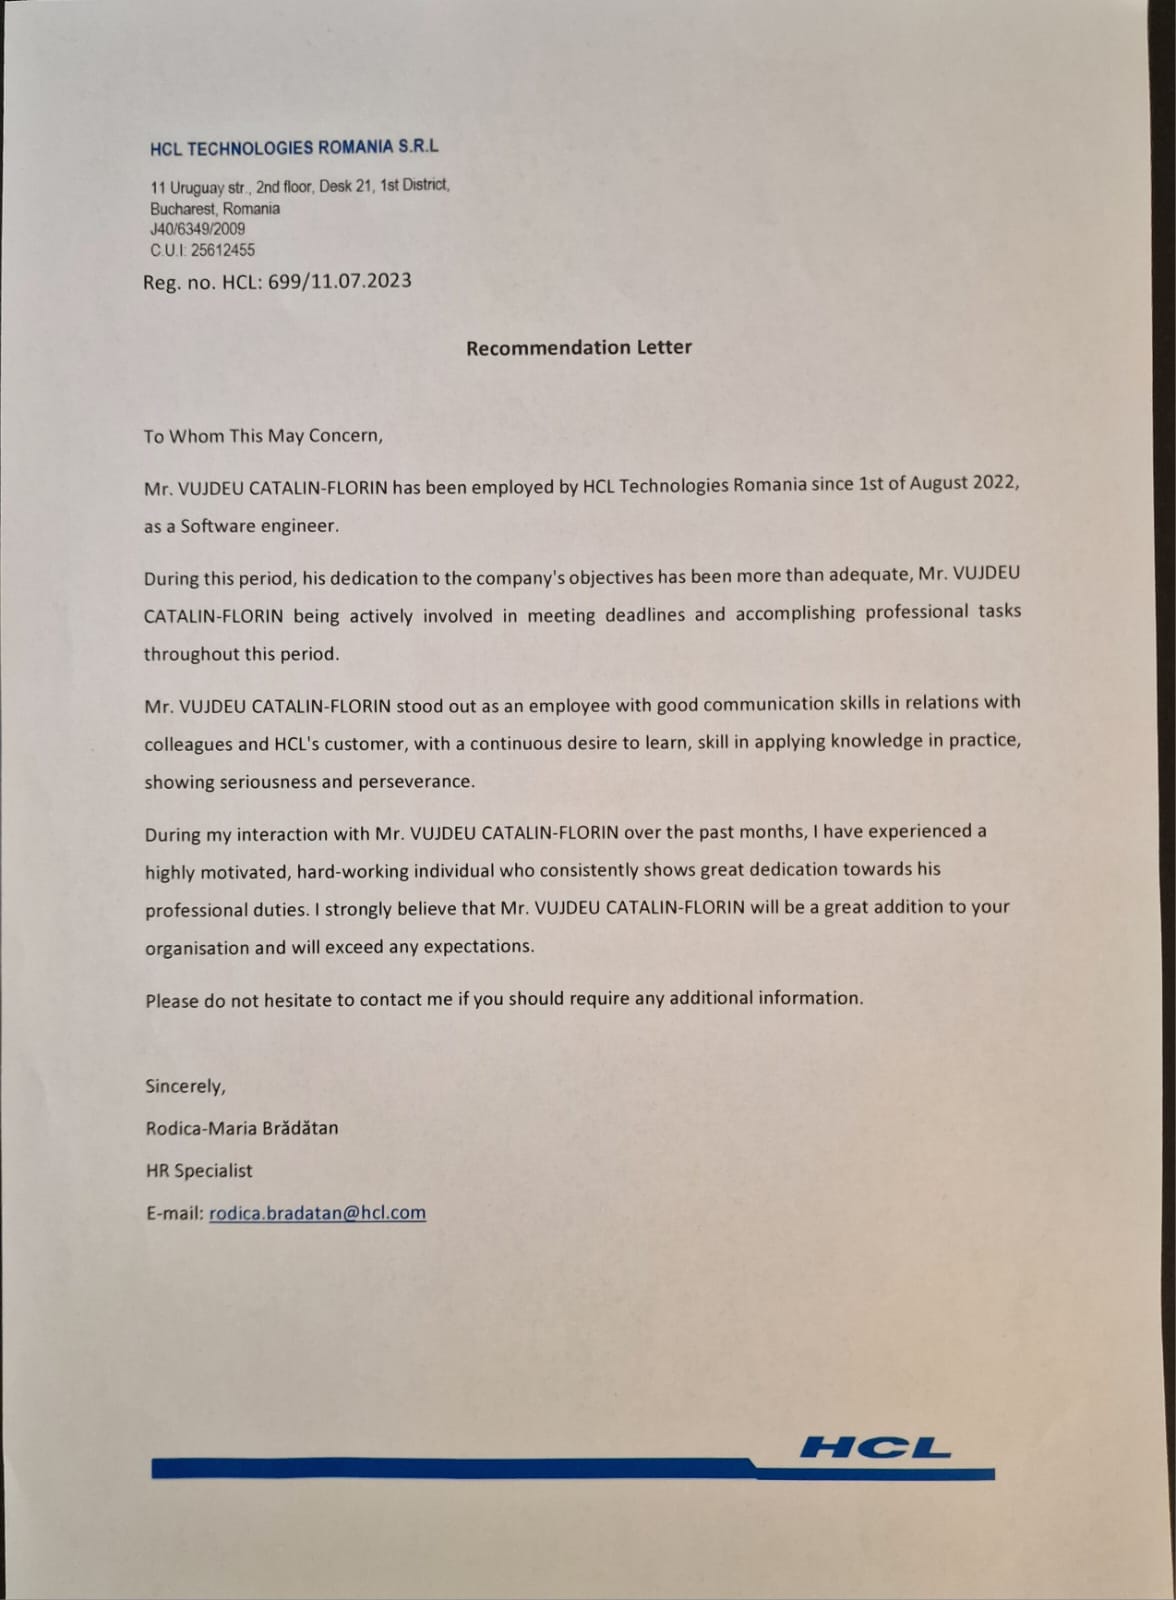 HCL TECHNOLOGIES ROMANIA S.R.L
11 Uruguay str., 2nd floor, Desk 21, 1st District,
Bucharest, Romania
J40/6349/2009
C.U.I: 25612455
Reg. no. HCL: 699/11.07.2023
Recommendation Letter
To Whom This May Concern,
Mr. VUJDEU CATALIN-FLORIN has been employed by HCL Technologies Romania since 1st of August 2022,
as a Software engineer.
During this period, his dedication to the company's objectives has been more than adequate, Mr. VUJDEU
CATALIN-FLORIN being actively involved in meeting deadlines and accomplishing professional tasks
throughout this period.
Mr. VUJDEU CATALIN-FLORIN stood out as an employee with good communication skills in relations with
colleagues and HCL's customer, with a continuous desire to learn, skill in applying knowledge in practice,
showing seriousness and perseverance.
During my interaction with Mr. VUJDEU CATALIN-FLORIN over the past months, I have experienced a
highly motivated, hard-working individual who consistently shows great dedication towards his
professional duties. I strongly believe that Mr. VUJDEU CATALIN-FLORIN will be a great addition to your
organisation and will exceed any expectations.
Please do not hesitate to contact me if you should require any additional information.
Sincerely,
Rodica-Maria Brădătan
HR Specialist
E-mail: rodica.bradatan@hcl.com
HCL